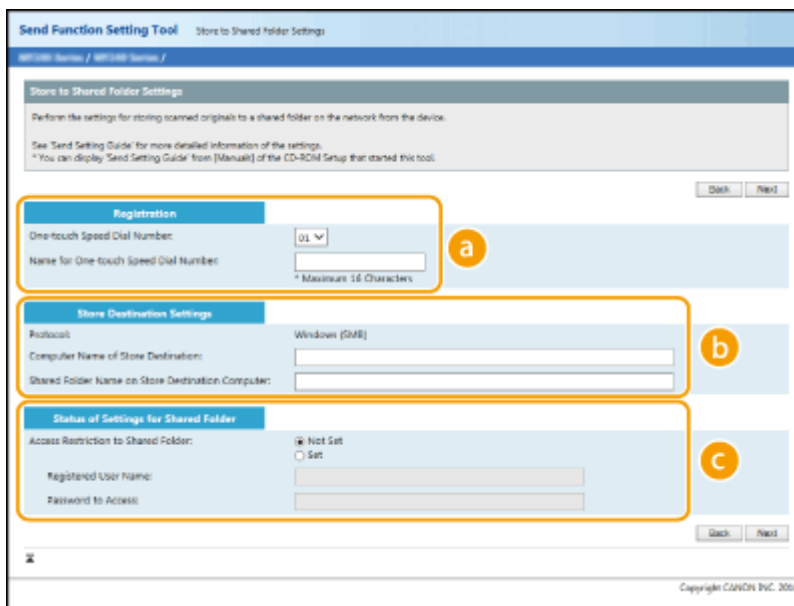 Send Function Setting Tool Store to Shared Folder Settings
Series / Series /
Store to Shared Folder Settings
Perform the settings for storing scanned originals to a shared folder on the network from the device.
See 'Send Setting Guide' for more detailed information of the settings.
* You can display 'Send Setting Guide' from [Manuals] of the CD-ROM Setup that started this tool.
Back Next
Registration
One-touch Speed Dial Number: 01
Name for One-touch Speed Dial Number:
* Maximum 16 Characters
a
Store Destination Settings
Protocol: Windows (SMB)
Computer Name of Store Destination:
Shared Folder Name on Store Destination Computer:
b
Status of Settings for Shared Folder
Access Restriction to Shared Folder: Not Set
Set
Registered User Name:
Password to Access:
c
Back Next
Copyright CANON INC. 201